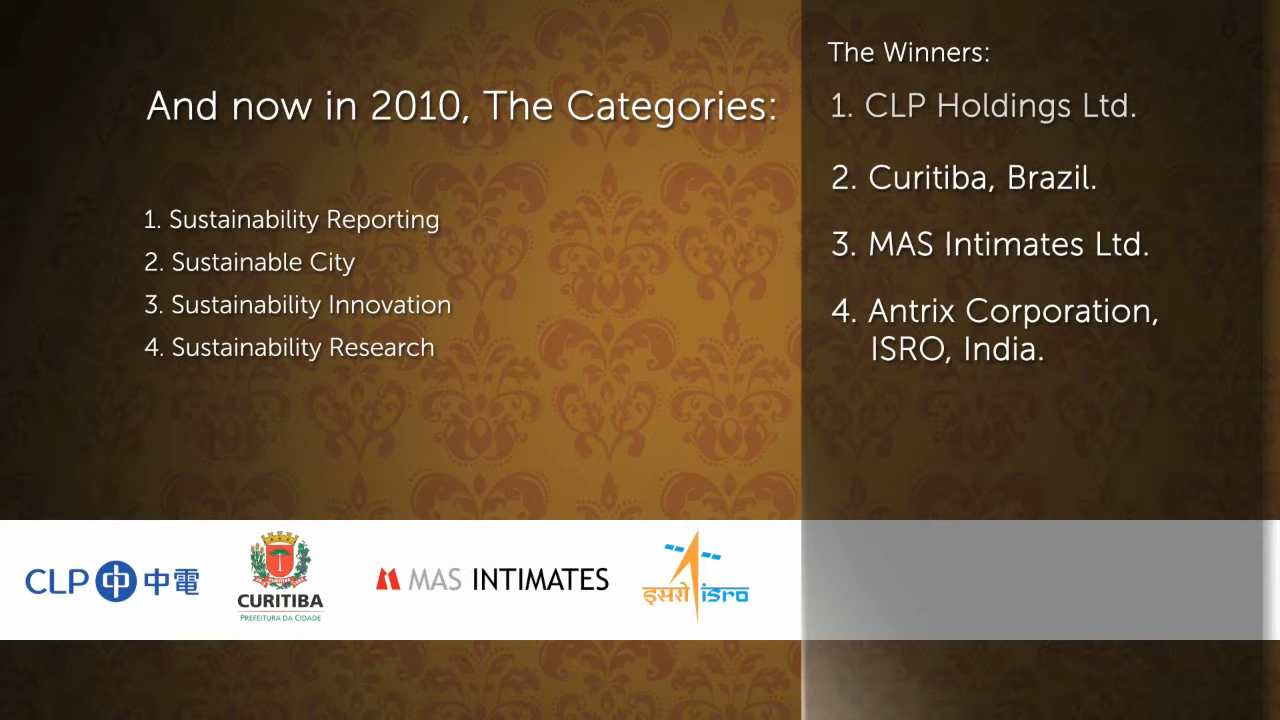 And now in 2010, The Categories:
1. Sustainability Reporting
2. Sustainable City
3. Sustainability Innovation
4. Sustainability Research
The Winners:
1. CLP Holdings Ltd.
2. Curitiba, Brazil.
3. MAS Intimates Ltd.
4. Antrix Corporation,
ISRO, India.
CLP 中 中電
CURITIBA
PREFEITURA DA CIDADE
MAS INTIMATES
इसरो isro